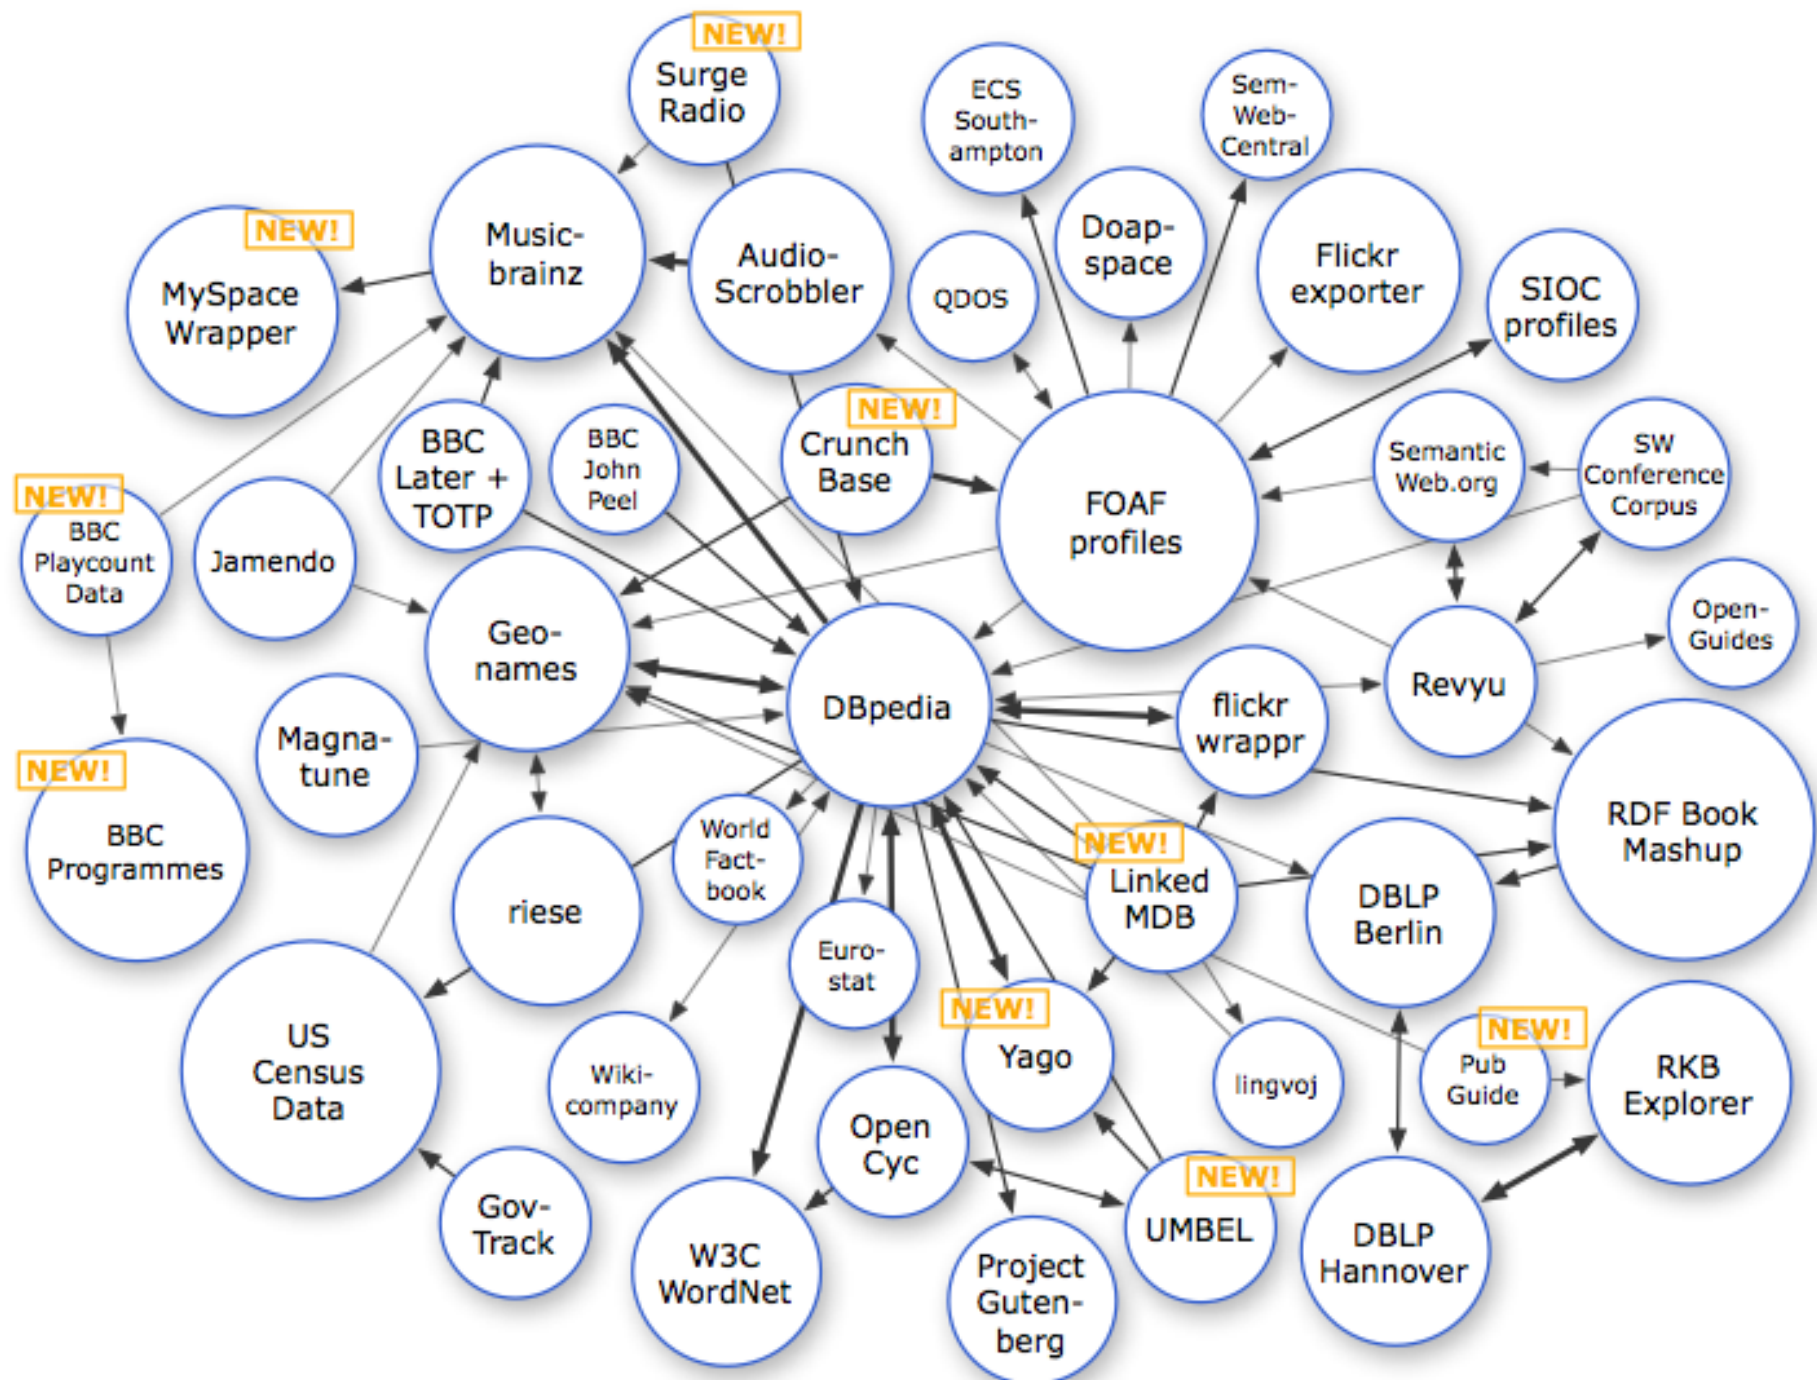 NEW!
Surge
Radio
ECS
South-
ampton
Sem-
Web-
Central
NEW!
MySpace
Wrapper
Music-
brainz
Audio-
Scrobbler
QDOS
Doap-
space
Flickr
exporter
SIOC
profiles
NEW!
BBC
Playcount
Data
Jamendo
BBC
Later +
TOTP
BBC
John
Peel
NEW!
Crunch
Base
FOAF
profiles
Semantic
Web.org
SW
Conference
Corpus
Open-
Guides
Geo-
names
Magna-
tune
DBpedia
flickr
wrappr
Revyu
NEW!
BBC
Programmes
riese
World
Fact-
book
Euro-
stat
NEW!
Linked
MDB
DBLP
Berlin
RDF Book
Mashup
US
Census
Data
Wiki-
company
Open
Cyc
NEW!
Yago
lingvoj
NEW!
Pub
Guide
RKB
Explorer
Gov-
Track
W3C
WordNet
Project
Guten-
berg
NEW!
UMBEL
DBLP
Hannover